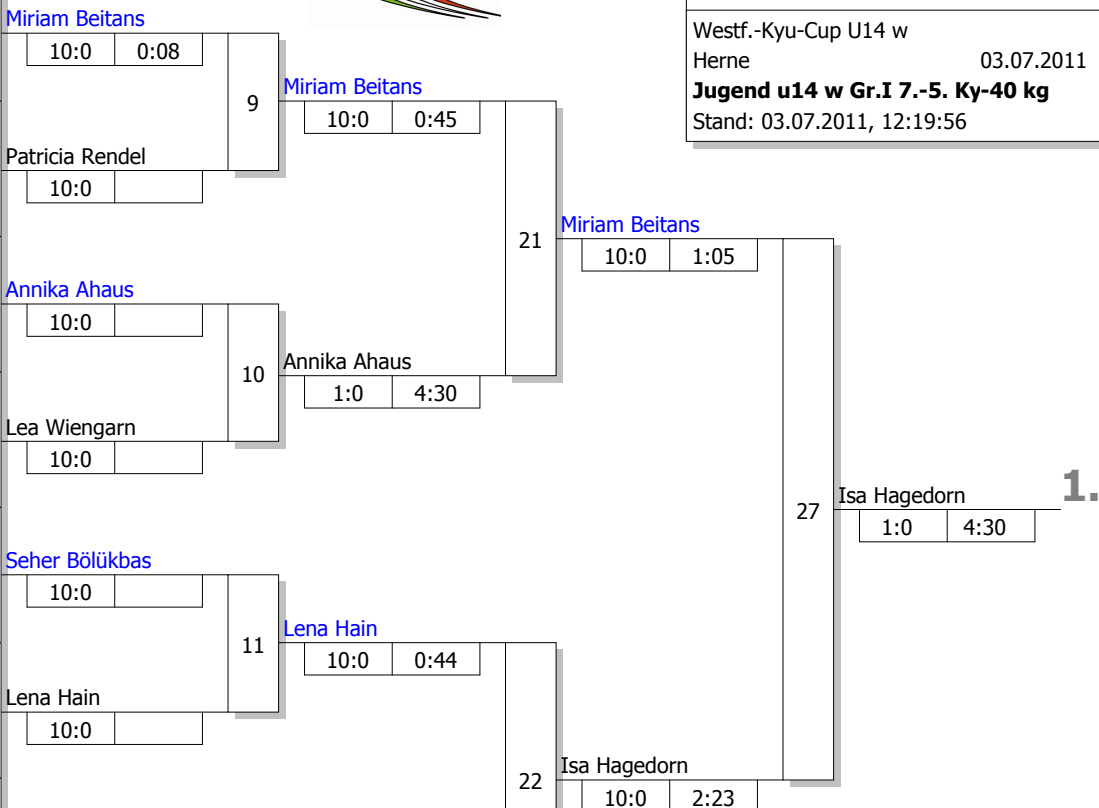 Miriam Beitans
10:0 0:08
9
Patricia Rendel
10:0
Annika Ahaus
10:0
10
Lea Wiengarn
10:0
Seher Bölükbas
10:0
11
Lena Hain
10:0
Miriam Beitans
10:0 0:45
21
Annika Ahaus
1:0 4:30
Lena Hain
10:0 0:44
22
Miriam Beitans
10:0 1:05
27
Isa Hagedorn
10:0 2:23
Isa Hagedorn 1.
1:0 4:30
Westf.-Kyu-Cup U14 w
Herne 03.07.2011
Jugend u14 w Gr.I 7.-5. Ky-40 kg
Stand: 03.07.2011, 12:19:56